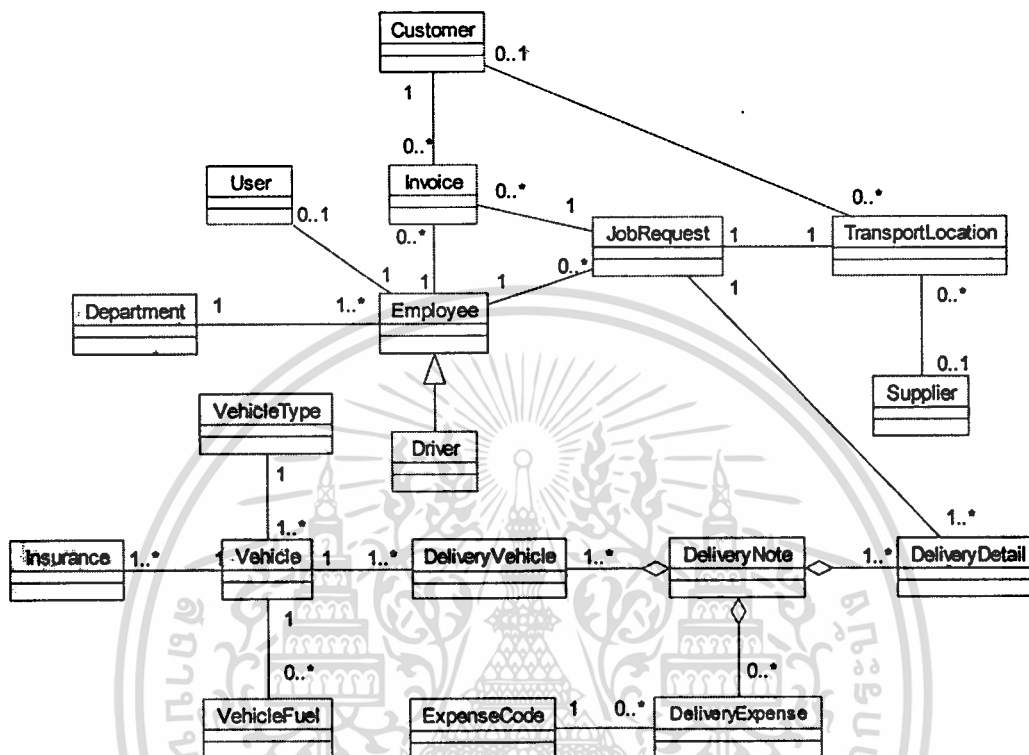 Customer
0..1
1
0..*
User
Invoice
0..*
0..*
0..1
1
JobRequest
1
1
TransportLocation
0..*
0..*
1
1
1
0..*
1
0..*
Department
1
1..*
Employee
0..1
Supplier
VehicleType
Driver
1
1..*
1..*
Insurance
1..*
1
Vehicle
1
1..*
DeliveryVehicle
1..*
DeliveryNote
1..*
DeliveryDetail
1
0..*
0..*
VehicleFuel
ExpenseCode
1
0..*
DeliveryExpense